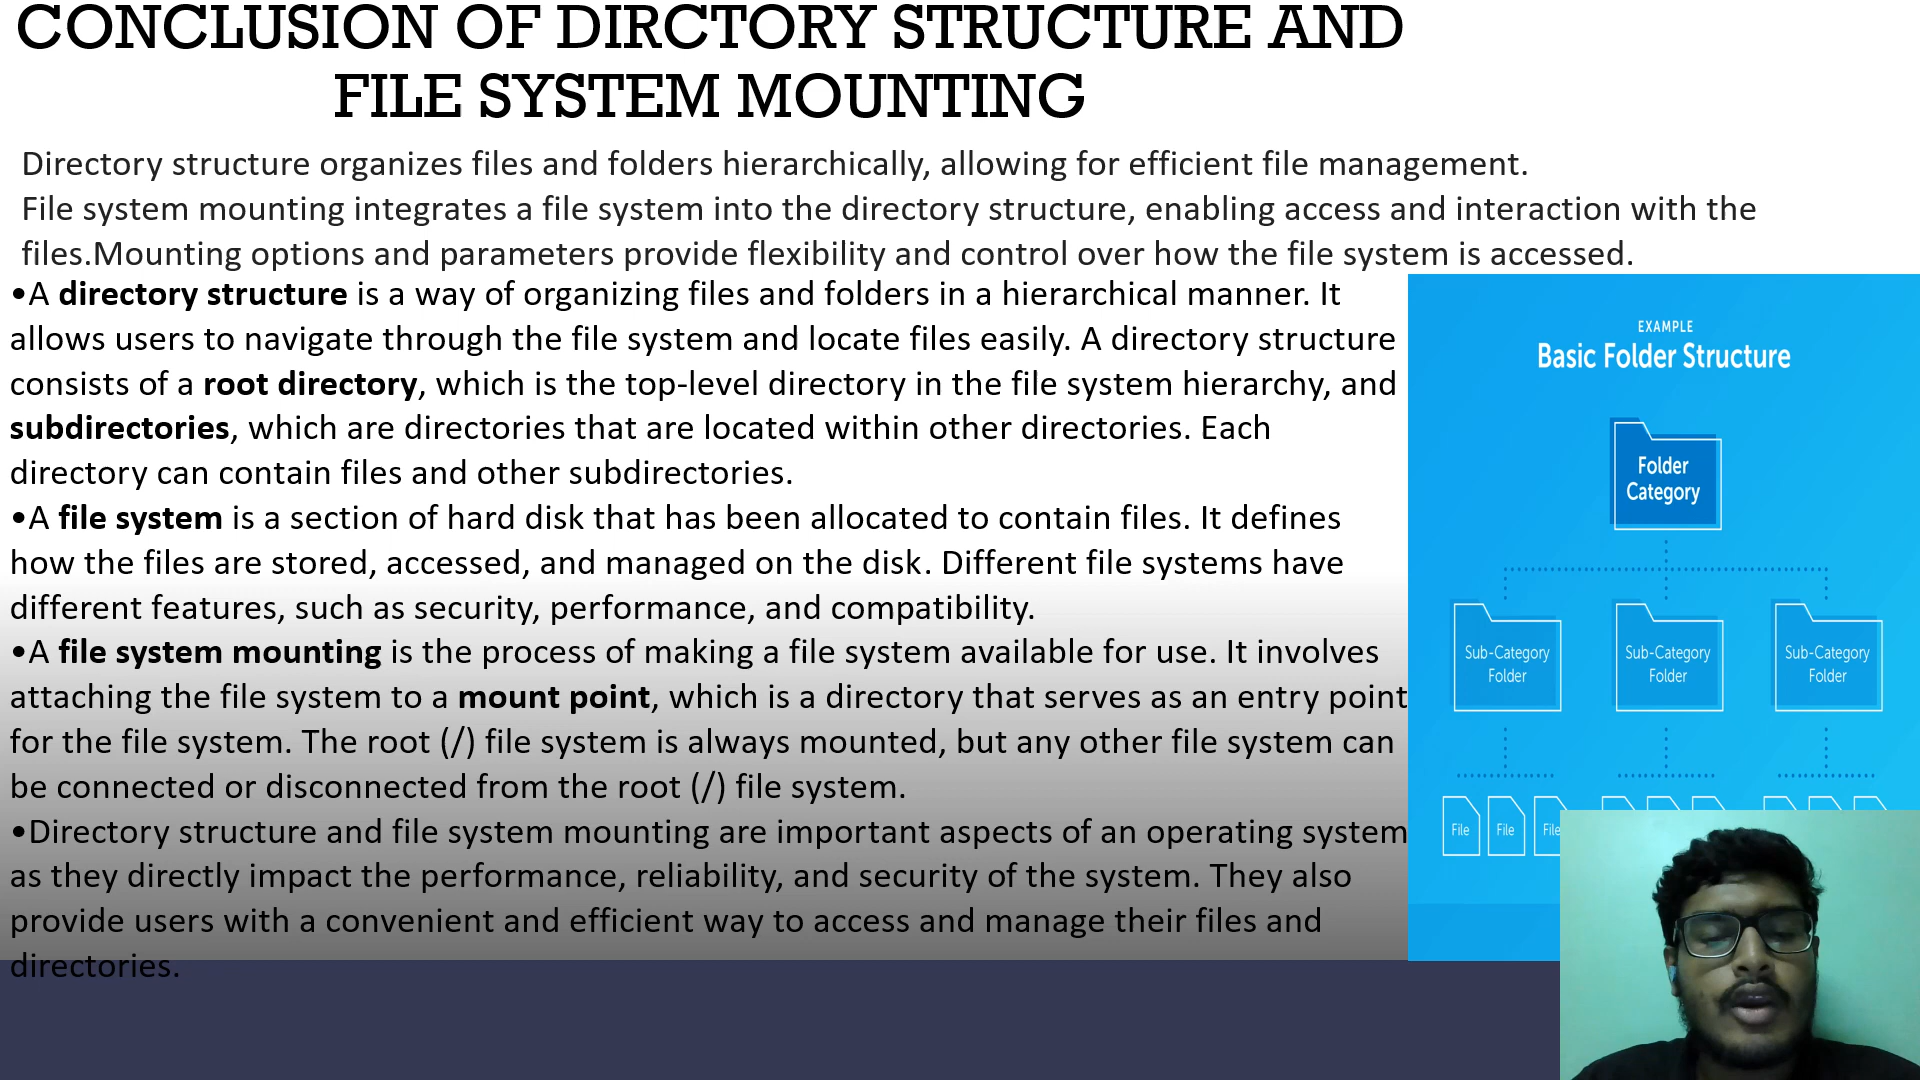 CONCLUSION OF DIRCTORY STRUCTURE AND
FILE SYSTEM MOUNTING
Directory structure organizes files and folders hierarchically, allowing for efficient file management.
File system mounting integrates a file system into the directory structure, enabling access and interaction with the
files.Mounting options and parameters provide flexibility and control over how the file system is accessed.
•A directory structure is a way of organizing files and folders in a hierarchical manner. It
allows users to navigate through the file system and locate files easily. A directory structure
consists of a root directory, which is the top-level directory in the file system hierarchy, and
subdirectories, which are directories that are located within other directories. Each
directory can contain files and other subdirectories.
•A file system is a section of hard disk that has been allocated to contain files. It defines
how the files are stored, accessed, and managed on the disk. Different file systems have
different features, such as security, performance, and compatibility.
•A file system mounting is the process of making a file system available for use. It involves
attaching the file system to a mount point, which is a directory that serves as an entry point
for the file system. The root (/) file system is always mounted, but any other file system can
be connected or disconnected from the root (/) file system.
•Directory structure and file system mounting are important aspects of an operating system
as they directly impact the performance, reliability, and security of the system. They also
provide users with a convenient and efficient way to access and manage their files and
directories.
EXAMPLE
Basic Folder Structure
Folder
Category
Sub-Category
Folder
Sub-Category
Folder
Sub-Category
Folder
File
File
File